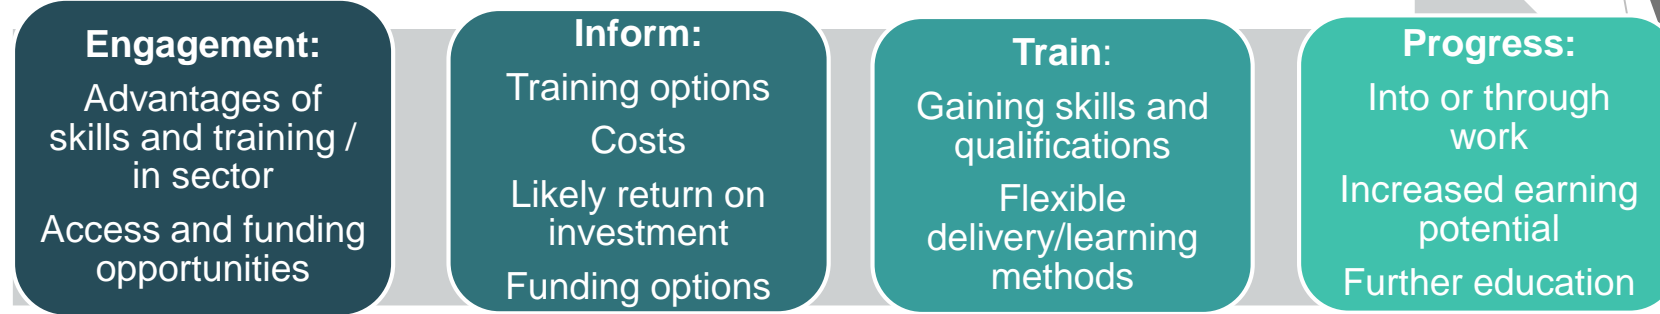 Engagement:
Advantages of
skills and training /
in sector
Access and funding
opportunities
Inform:
Training options
Costs
Likely return on
investment
Funding options
Train:
Gaining skills and
qualifications
Flexible
delivery/learning
methods
Progress:
Into or through
work
Increased earning
potential
Further education